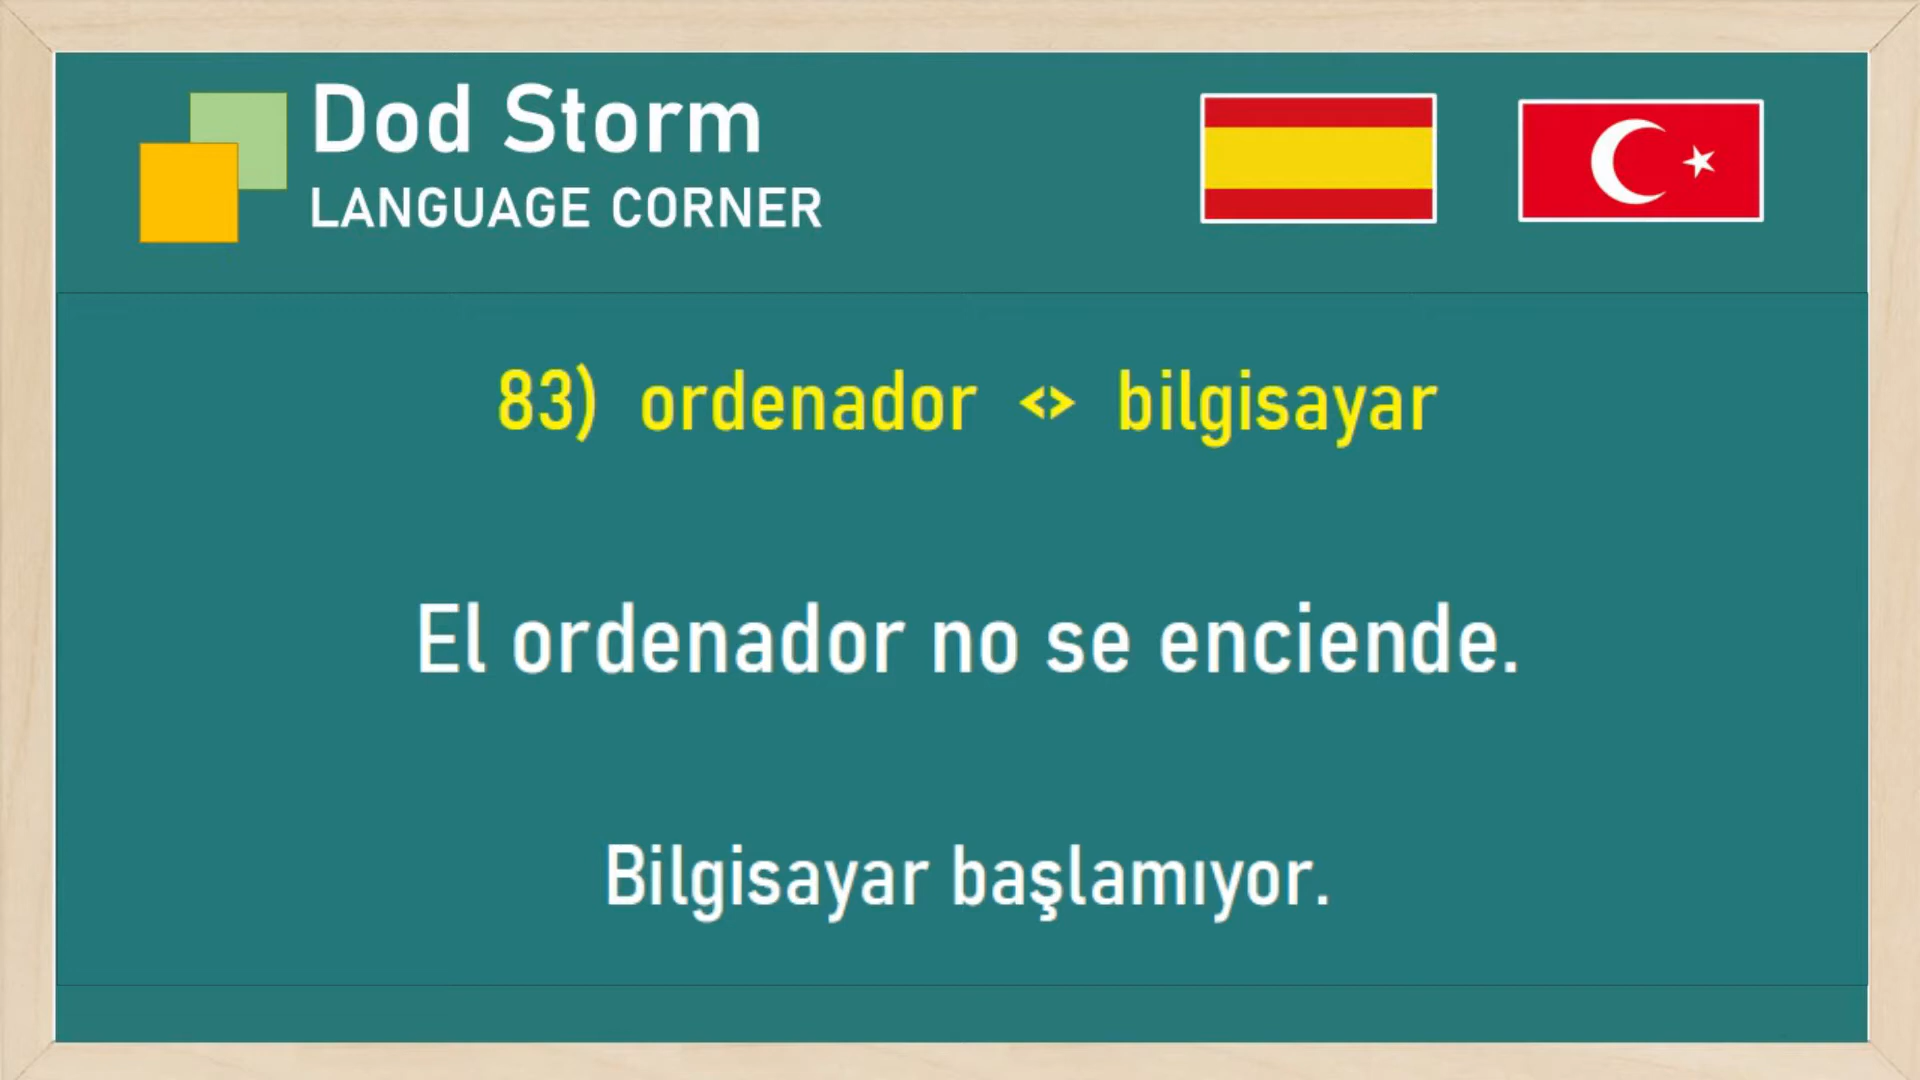 Dod Storm
LANGUAGE CORNER
83) ordenador <> bilgisayar
El ordenador no se enciende.
Bilgisayar başlamıyor.